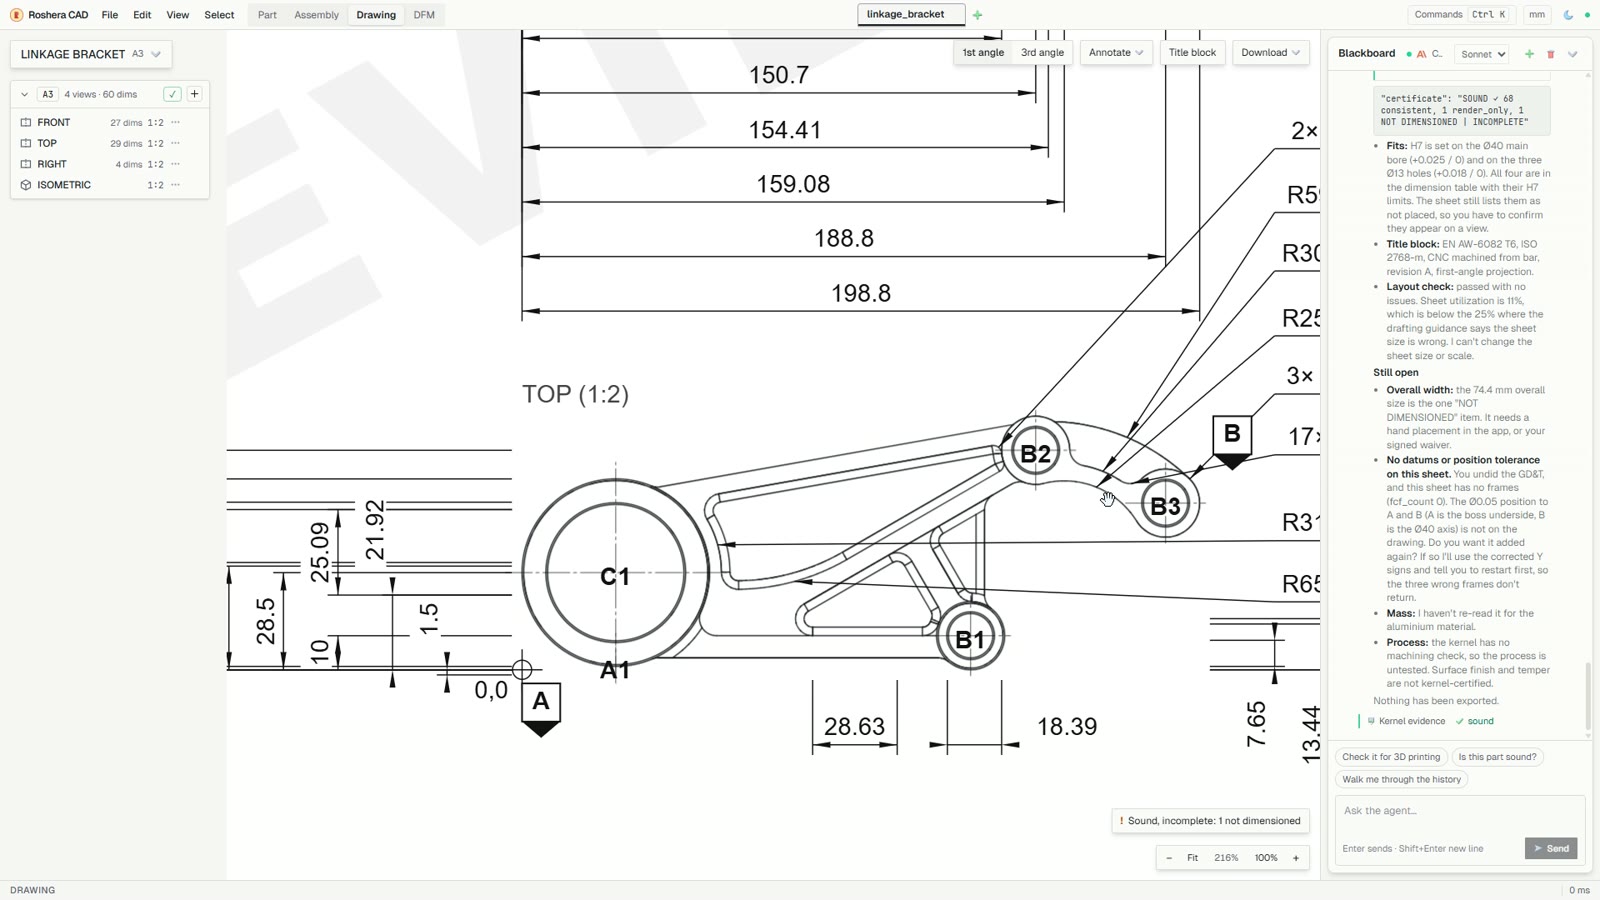 Roshera CAD File Edit View Select Part Assembly Drawing DFM linkage_bracket Commands Ctrl K mm
LINKAGE BRACKET A3
A3 4 views · 60 dims
FRONT 27 dims 1:2 ···
TOP 29 dims 1:2 ···
RIGHT 4 dims 1:2 ···
ISOMETRIC 1:2 ···
1st angle 3rd angle Annotate Title block Download
EVI
150.7
154.41
159.08
188.8
198.8
TOP (1:2)
2×
R59
R30
R25
3×
17×
R31
R65
B
B2
B3
C1
B1
A1
A
0,0
25.09
21.92
28.5
10
1.5
28.63
18.39
7.65
13.44
! Sound, incomplete: 1 not dimensioned
− Fit 216% 100% +
Blackboard C.. Sonnet
"certificate": "SOUND ✓ 68
consistent, 1 render_only, 1
NOT DIMENSIONED | INCOMPLETE"
• Fits: H7 is set on the Ø40 main
bore (+0.025 / 0) and on the three
Ø13 holes (+0.018 / 0). All four are
in the dimension table with their H7
limits. The sheet still lists them as
not placed, so you have to confirm
they appear on a view.
• Title block: EN AW-6082 T6, ISO
2768-m, CNC machined from bar,
revision A, first-angle projection.
• Layout check: passed with no
issues. Sheet utilization is 11%,
which is below the 25% where the
drafting guidance says the sheet
size is wrong. I can't change the
sheet size or scale.
Still open
• Overall width: the 74.4 mm overall
size is the one "NOT
DIMENSIONED" item. It needs a
hand placement in the app, or your
signed waiver.
• No datums or position tolerance
on this sheet. You undid the GD&T,
and this sheet has no frames
(fcf_count 0). The Ø0.05 position to
A and B (A is the boss underside, B
is the Ø40 axis) is not on the
drawing. Do you want it added
again? If so I'll use the corrected Y
signs and tell you to restart first, so
the three wrong frames don't
return.
• Mass: I haven't re-read it for the
aluminium material.
• Process: the kernel has no
machining check, so the process is
untested. Surface finish and temper
are not kernel-certified.
Nothing has been exported.
Kernel evidence ✓ sound
Check it for 3D printing Is this part sound?
Walk me through the history
Ask the agent...
Enter sends · Shift+Enter new line Send
DRAWING 0 ms